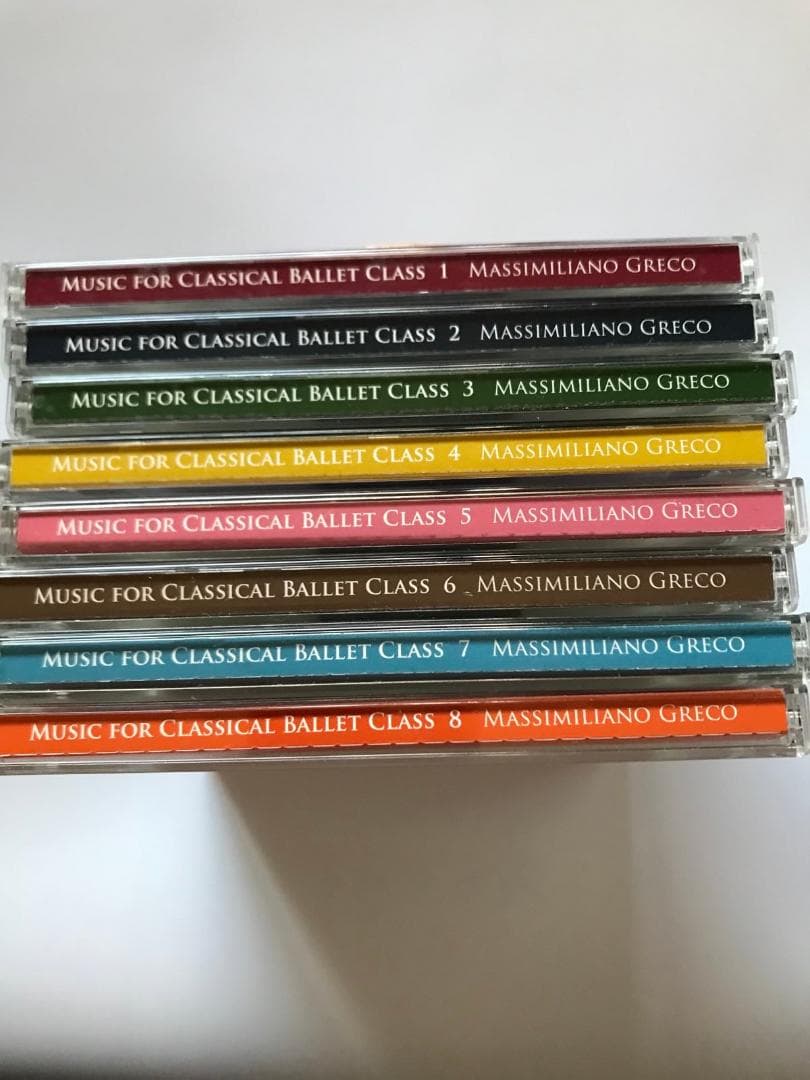 Music for Classical Ballet Class 1 Massimiliano Greco
Music for Classical Ballet Class 2 Massimiliano Greco
Music for Classical Ballet Class 3 Massimiliano Greco
Music for Classical Ballet Class 4 Massimiliano Greco
Music for Classical Ballet Class 5 Massimiliano Greco
Music for Classical Ballet Class 6 Massimiliano Greco
Music for Classical Ballet Class 7 Massimiliano Greco
Music for Classical Ballet Class 8 Massimiliano Greco